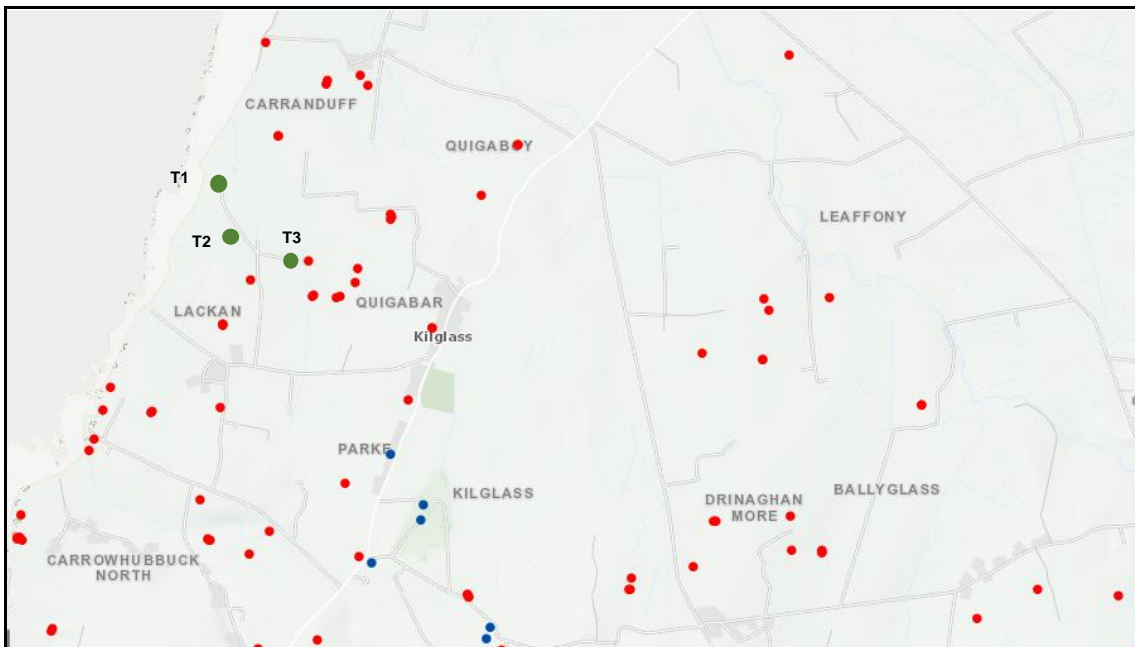 CARRANDUFF
QUIGABOY
T1
LEAFFONY
T2
T3
QUIGABAR
LACKAN
Kilglass
PARKE
KILGLASS
BALLYGLASS
DRINAGHAN
MORE
CARROWHUBBUCK
NORTH